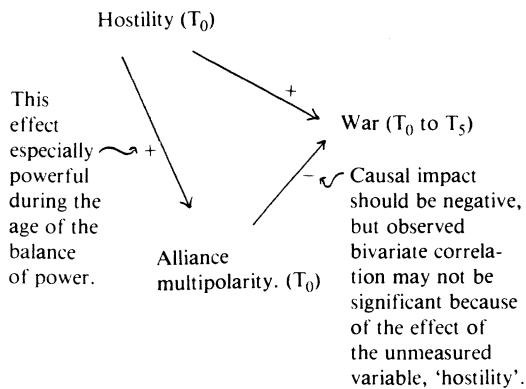 Hostility (T₀)
+
This
effect
especially
powerful
during the
age of the
balance
of power.
+
War (T₀ to T₅)
−
Causal impact
should be negative,
but observed
bivariate correla-
tion may not be
significant because
of the effect of
the unmeasured
variable, ‘hostility’.
Alliance
multipolarity. (T₀)